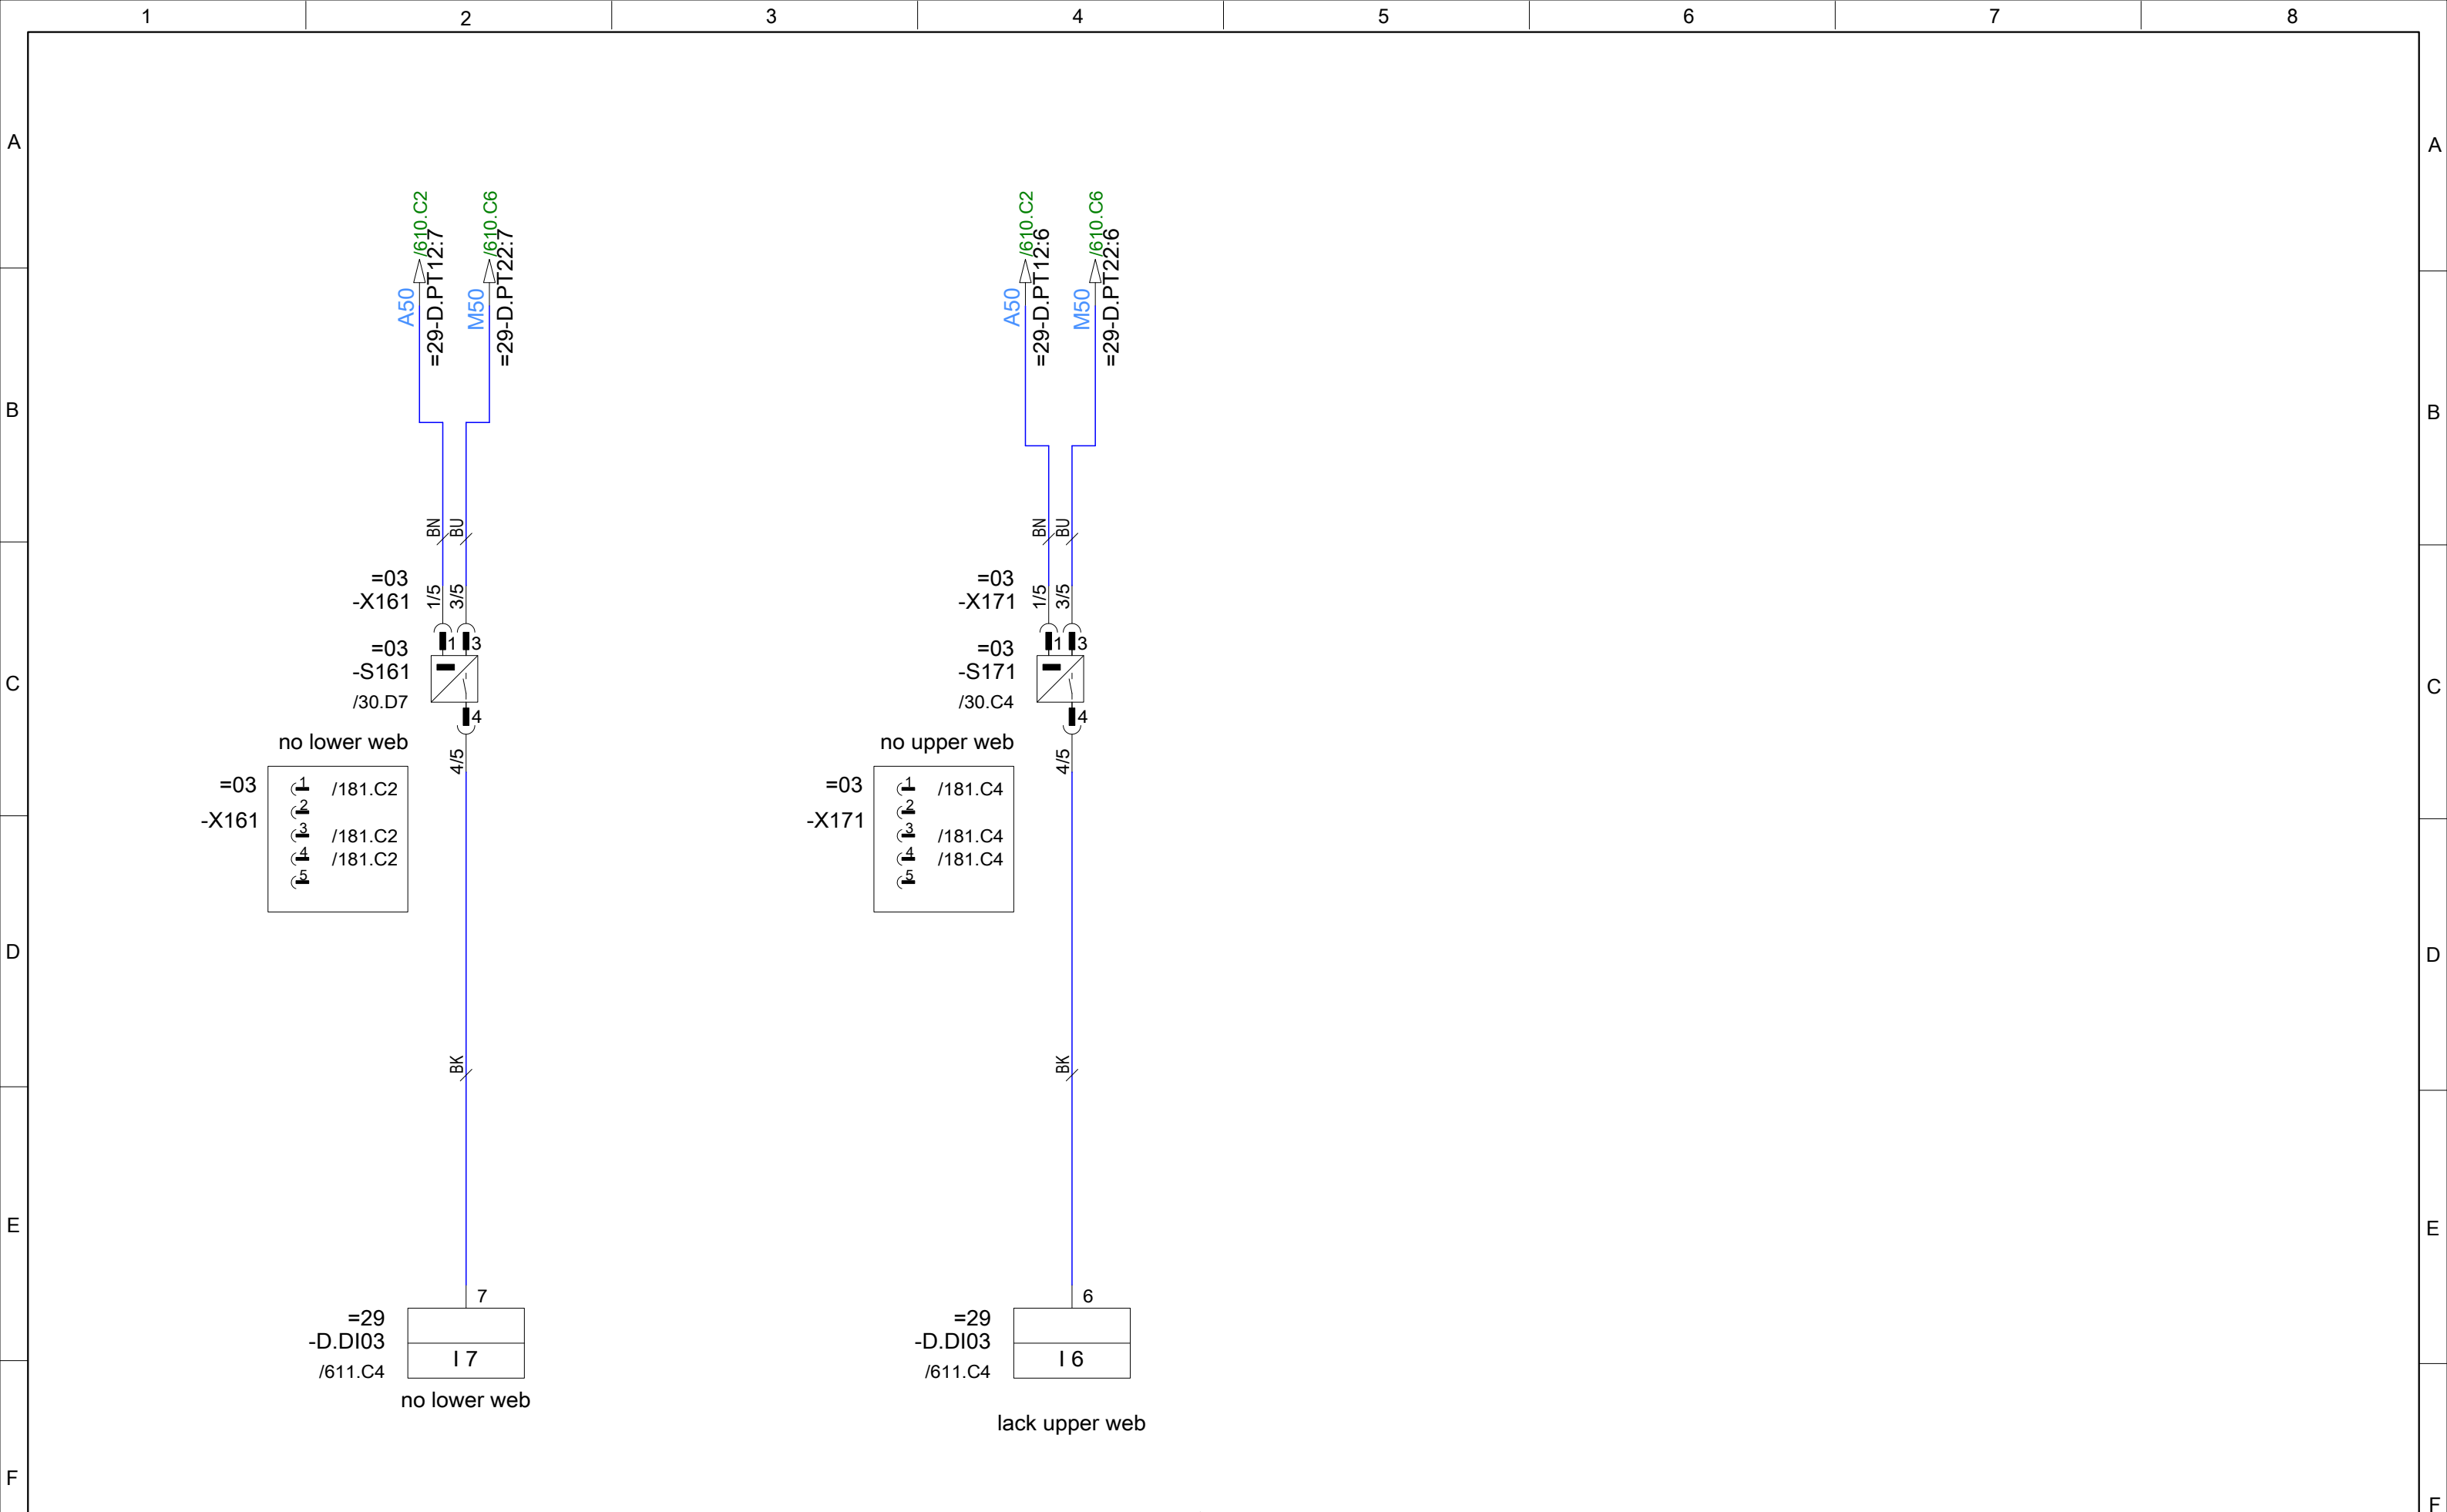 1 2 3 4 5 6 7 8
A A
/610.C2 /610.C6 /610.C2 /610.C6
A50 =29-D.PT12:7 M50 =29-D.PT22:7 A50 =29-D.PT12:6 M50 =29-D.PT22:6
B B
BN BU BN BU
=03 =03
-X161 1/5 3/5 -X171 1/5 3/5
1 3 1 3
=03 =03
-S161 -S171
C C
/30.D7 /30.C4
4 4
no lower web no upper web
4/5 4/5
=03 1 /181.C2 =03 1 /181.C4
2 2
-X161 -X171
3 /181.C2 3 /181.C4
4 /181.C2 4 /181.C4
5 5
D D
BK BK
E E
7 6
=29 =29
-D.DI03 -D.DI03
I 7 I 6
/611.C4 /611.C4
no lower web
lack upper web
F F